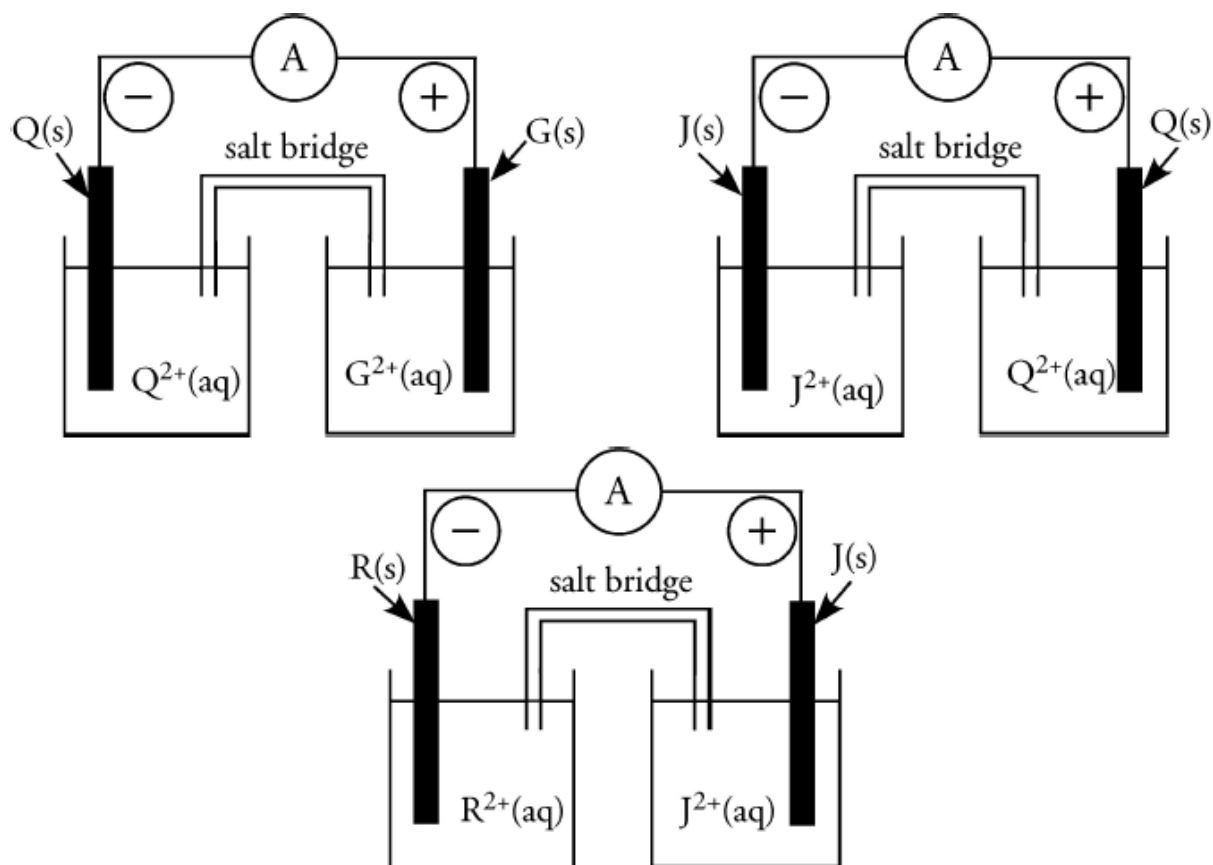 A
− +
Q(s)
G(s)
salt bridge
Q²⁺(aq)
G²⁺(aq)
A
− +
J(s)
Q(s)
salt bridge
J²⁺(aq)
Q²⁺(aq)
A
− +
R(s)
J(s)
salt bridge
R²⁺(aq)
J²⁺(aq)